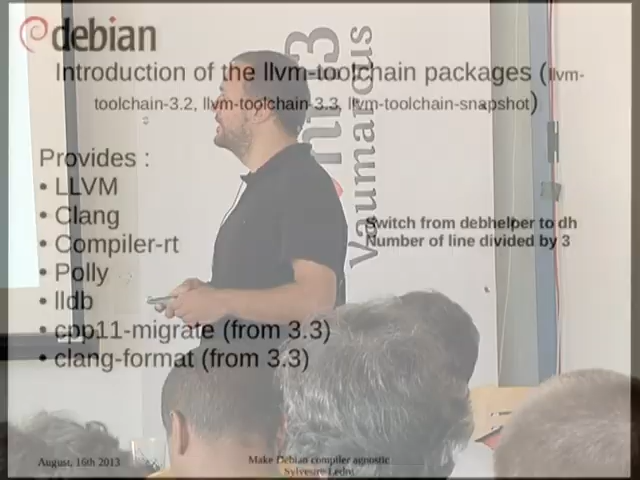 debian
Introduction of the llvm-toolchain packages (llvm-
toolchain-3.2, llvm-toolchain-3.3, llvm-toolchain-snapshot)
Provides :
• LLVM
• Clang
• Compiler-rt
• Polly
• lldb
• cpp11-migrate (from 3.3)
• clang-format (from 3.3)
Switch from debhelper to dh
Number of line divided by 3
Vaumarcus
August, 16th 2013
Make Debian compiler agnostic
Sylvestre Ledru